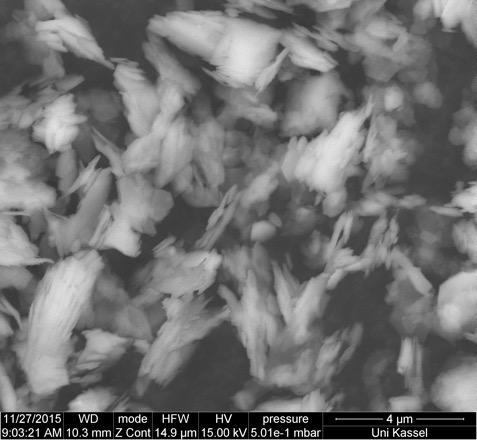 11/27/2015 WD mode HFW HV pressure 4 µm
9:03:21 AM 10.3 mm Z Cont 14.9 µm 15.00 kV 5.01e-1 mbar Uni Kassel